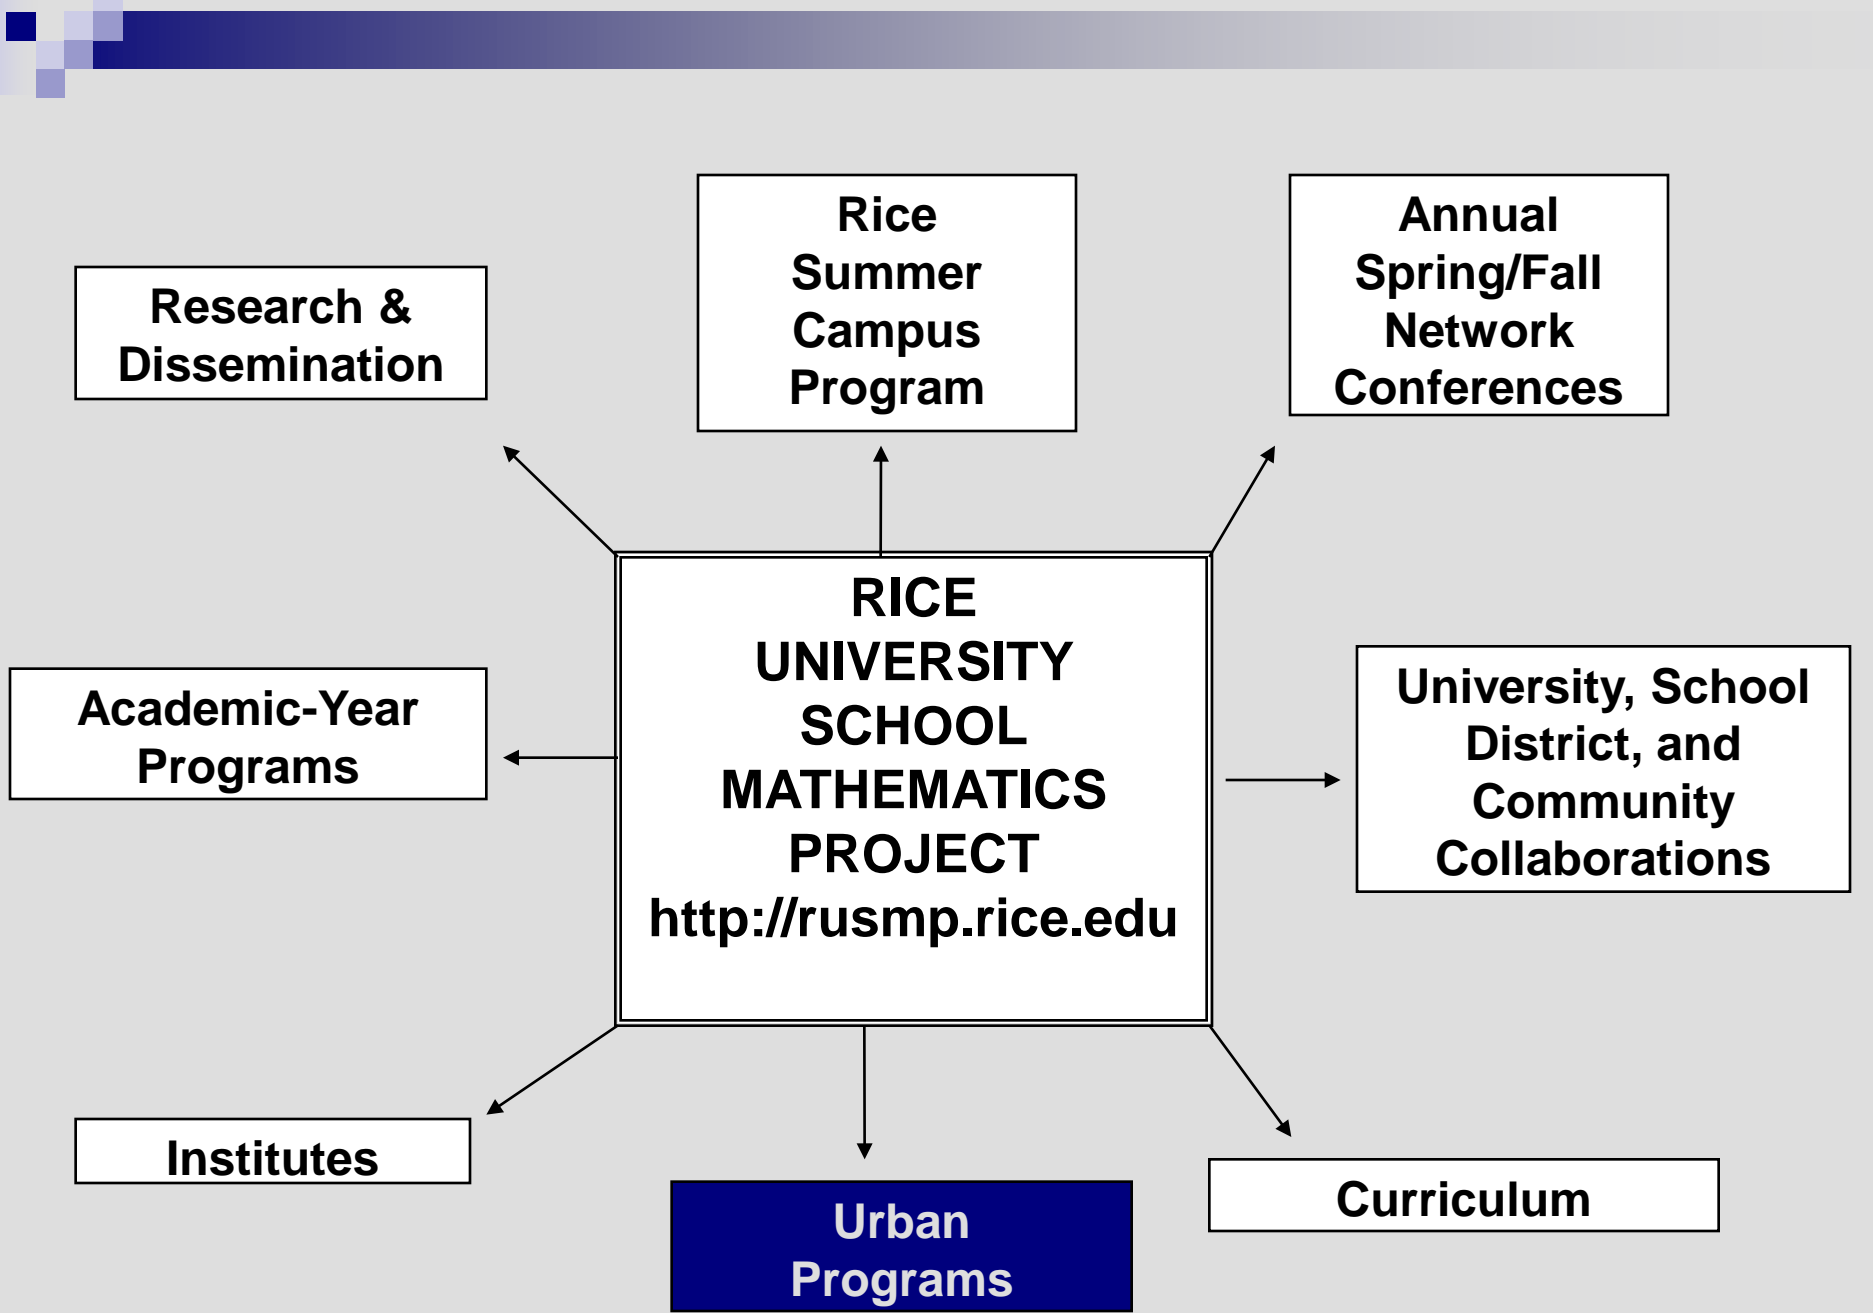 Rice
Summer
Campus
Program
Annual
Spring/Fall
Network
Conferences
Research &
Dissemination
RICE
UNIVERSITY
SCHOOL
MATHEMATICS
PROJECT
http://rusmp.rice.edu
Academic-Year
Programs
University, School
District, and
Community
Collaborations
Institutes
Urban
Programs
Curriculum